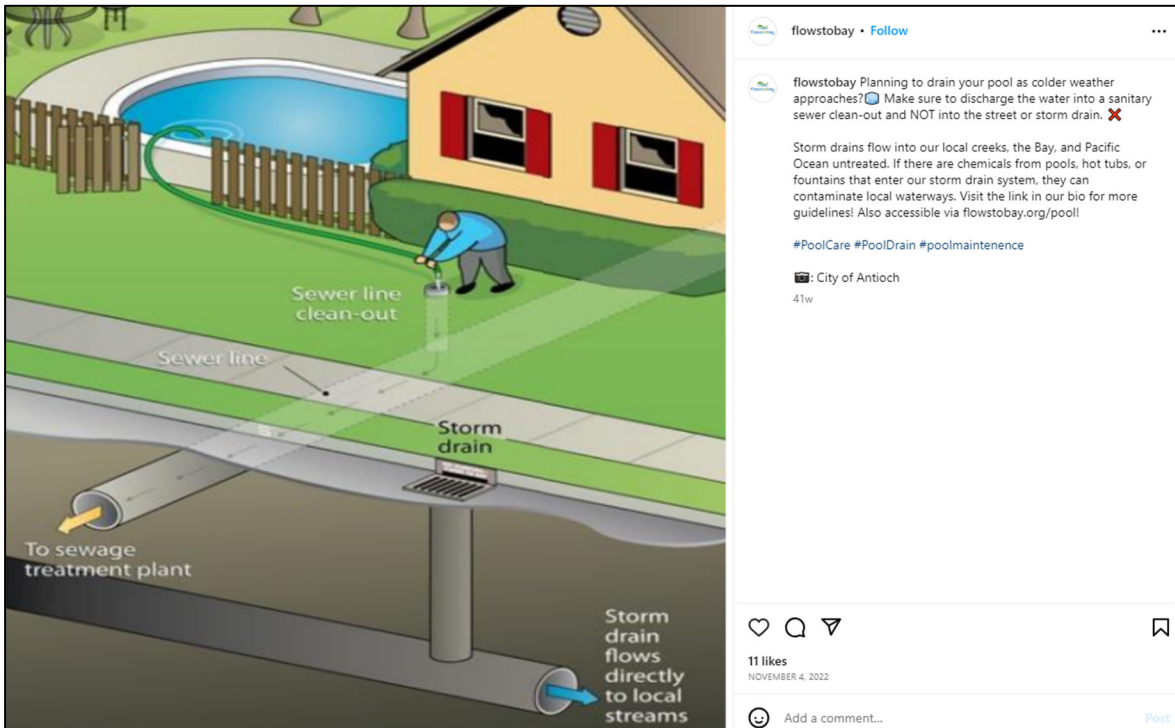 Sewer line
clean-out
Sewer line
Storm
drain
To sewage
treatment plant
Storm
drain
flows
directly
to local
streams
flowstobay • Follow
flowstobay Planning to drain your pool as colder weather
approaches? Make sure to discharge the water into a sanitary
sewer clean-out and NOT into the street or storm drain. ❌
Storm drains flow into our local creeks, the Bay, and Pacific
Ocean untreated. If there are chemicals from pools, hot tubs, or
fountains that enter our storm drain system, they can
contaminate local waterways. Visit the link in our bio for more
guidelines! Also accessible via flowstobay.org/pool!
#PoolCare #PoolDrain #poolmaintenence
📷: City of Antioch
41w
11 likes
NOVEMBER 4, 2022
Add a comment...
Post